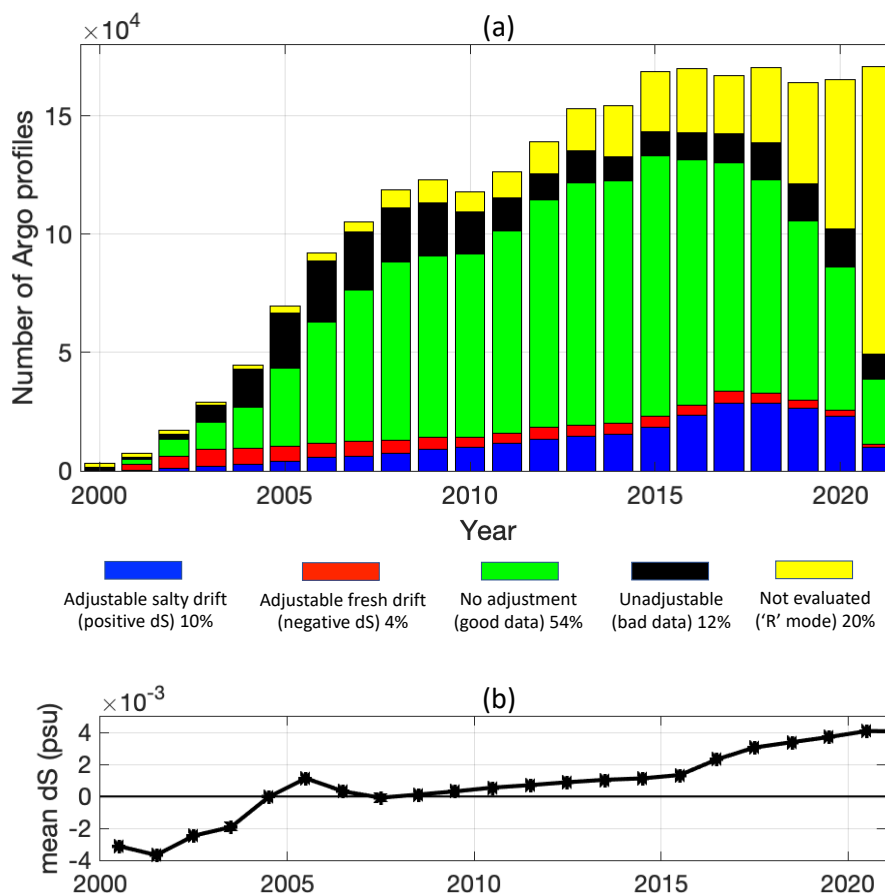 (a)
×10⁴
15
10
5
0
Number of Argo profiles
2000 2005 2010 2015 2020
Year
Adjustable salty drift Adjustable fresh drift No adjustment Unadjustable Not evaluated
(positive dS) 10% (negative dS) 4% (good data) 54% (bad data) 12% (‘R’ mode) 20%
(b)
×10⁻³
4
2
0
-2
-4
mean dS (psu)
2000 2005 2010 2015 2020